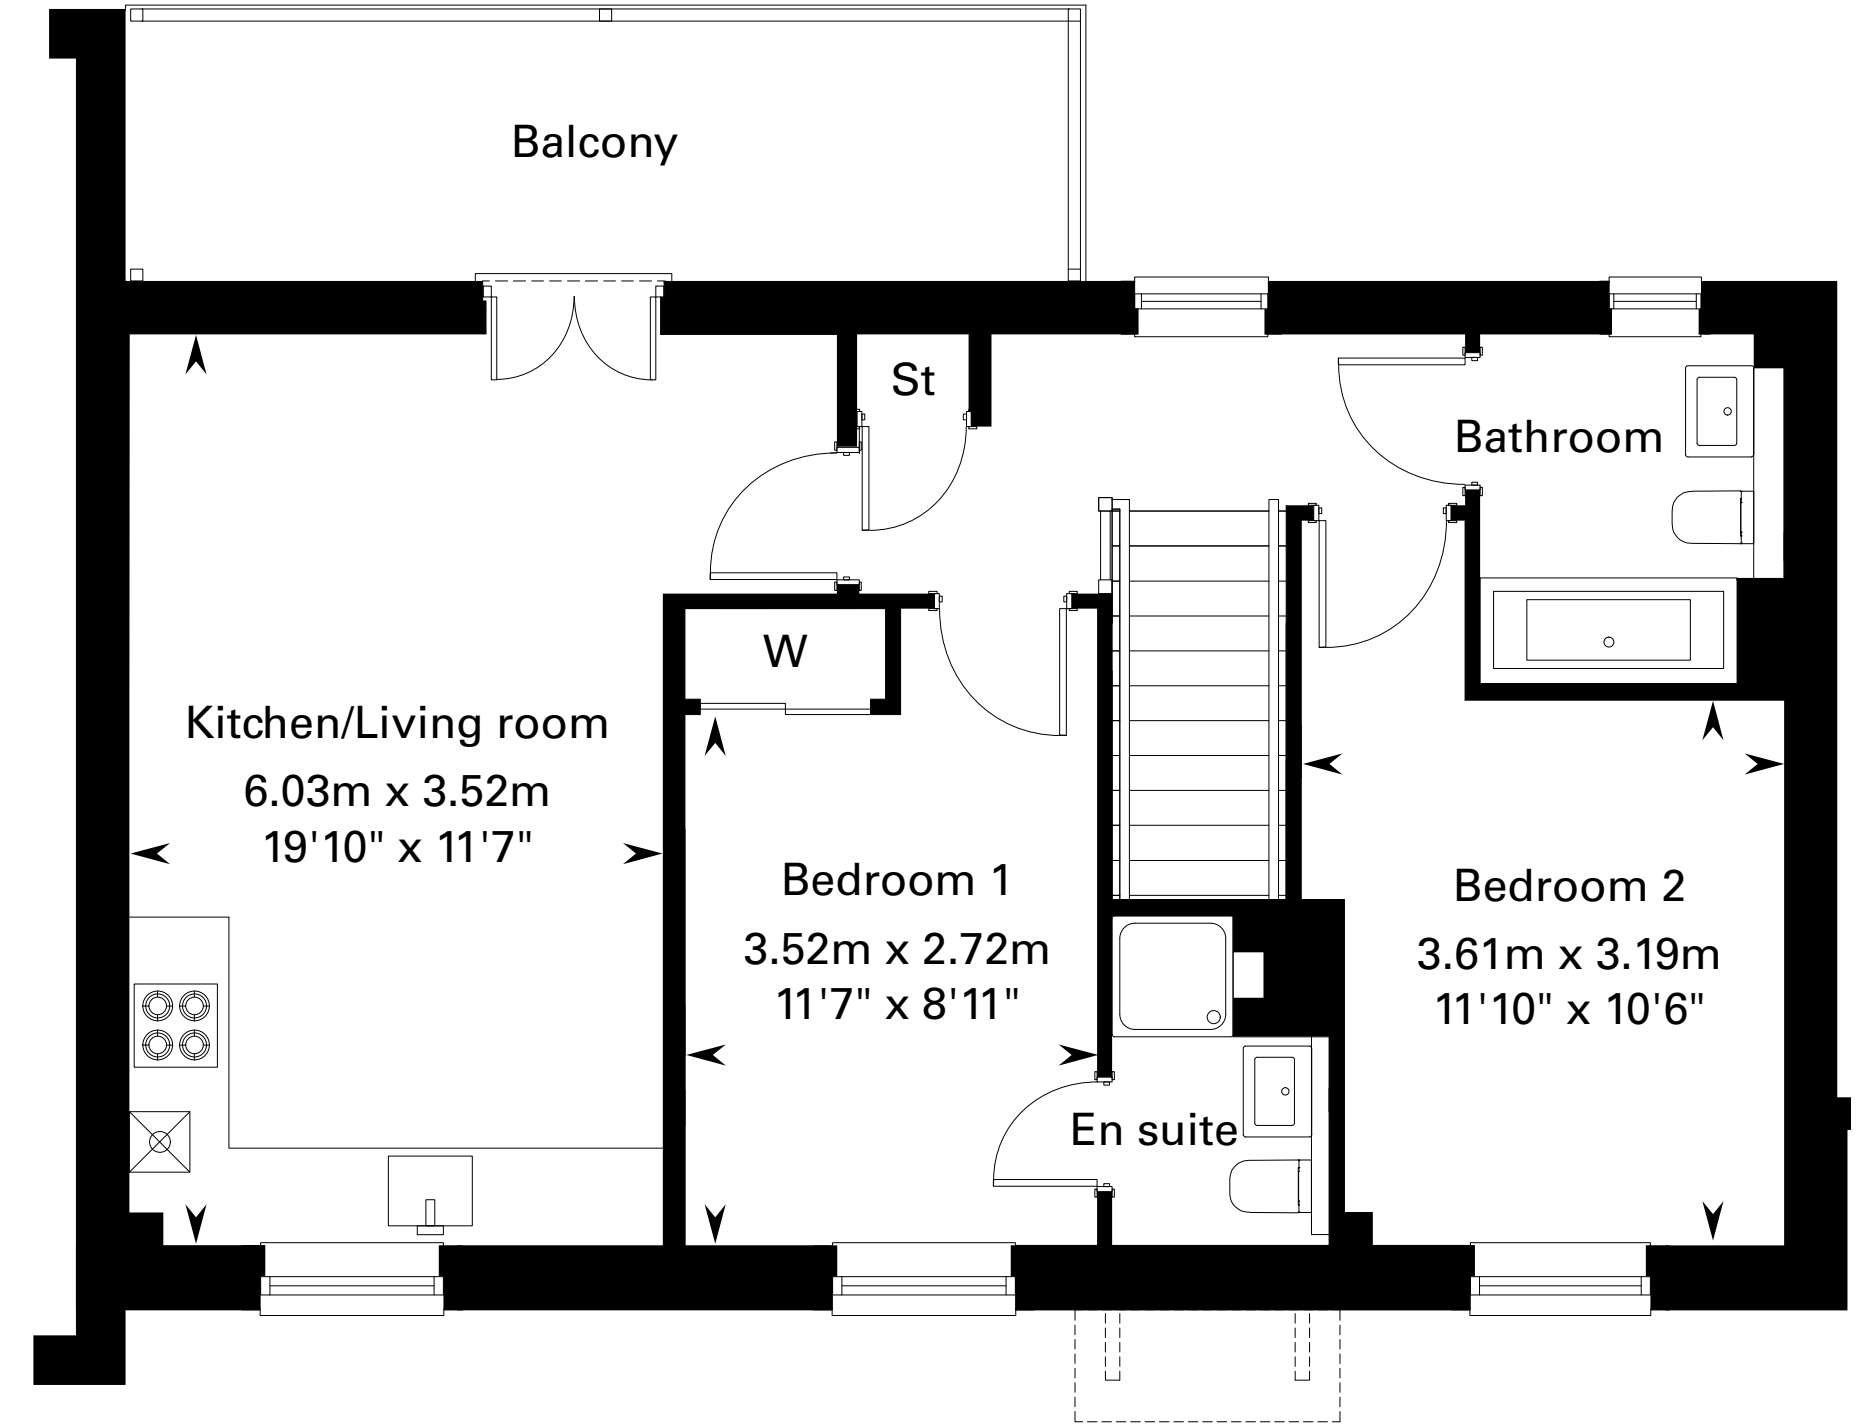 Balcony
St
Bathroom
W
Kitchen/Living room
6.03m x 3.52m
19'10" x 11'7"
Bedroom 1
3.52m x 2.72m
11'7" x 8'11"
Bedroom 2
3.61m x 3.19m
11'10" x 10'6"
En suite